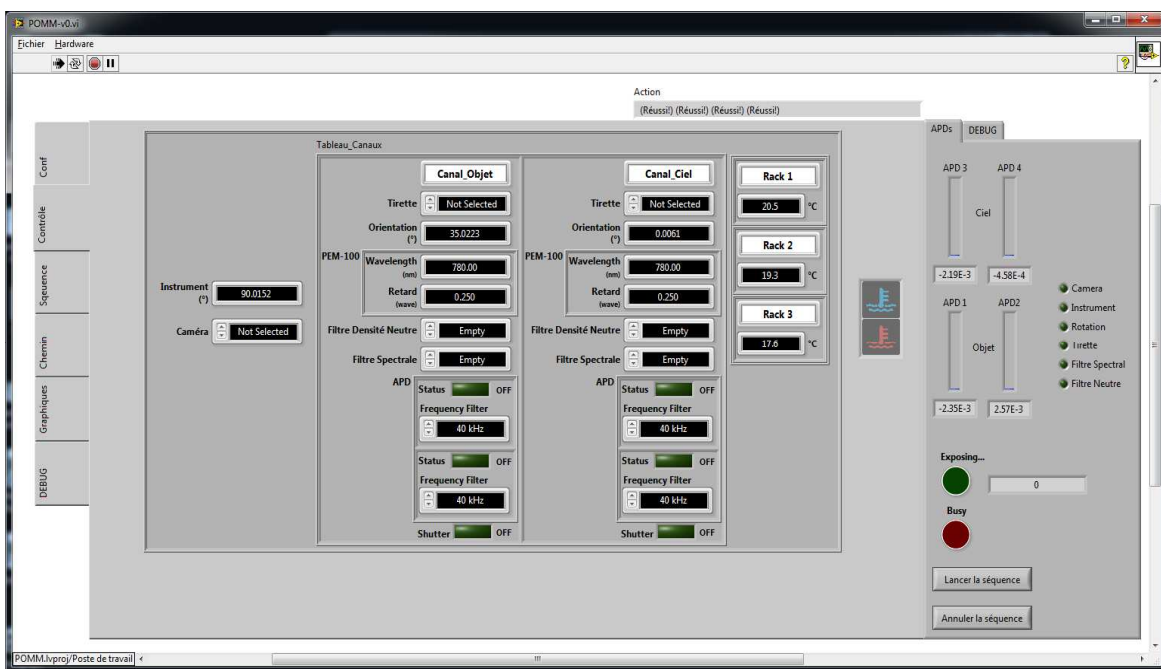 POMM-v0.vi
Fichier Hardware
Action
(Réussi!) (Réussi!) (Réussi!) (Réussi!)
Conf
Contrôle
Sqeuence
Chemin
Graphiques
DEBUG
Instrument
(°)
90.0152
Caméra
Not Selected
Tableau_Canaux
Canal_Objet
Tirette
Not Selected
Orientation
(°)
35.0223
PEM-100
Wavelength
(nm)
780.00
Retard
(wave)
0.250
Filtre Densité Neutre
Empty
Filtre Spectrale
Empty
APD
Status OFF
Frequency Filter
40 kHz
Status OFF
Frequency Filter
40 kHz
Shutter OFF
Canal_Ciel
Tirette
Not Selected
Orientation
(°)
0.0061
PEM-100
Wavelength
(nm)
780.00
Retard
(wave)
0.250
Filtre Densité Neutre
Empty
Filtre Spectrale
Empty
APD
Status OFF
Frequency Filter
40 kHz
Status OFF
Frequency Filter
40 kHz
Shutter OFF
Rack 1
20.5 °C
Rack 2
19.3 °C
Rack 3
17.6 °C
APDs DEBUG
APD 3 APD 4
Ciel
-2.19E-3 -4.58E-4
APD 1 APD2
Objet
-2.35E-3 2.57E-3
Camera
Instrument
Rotation
Tirette
Filtre Spectral
Filtre Neutre
Exposing...
0
Busy
Lancer la séquence
Annuler la séquence
POMM.lvproj/Poste de travail